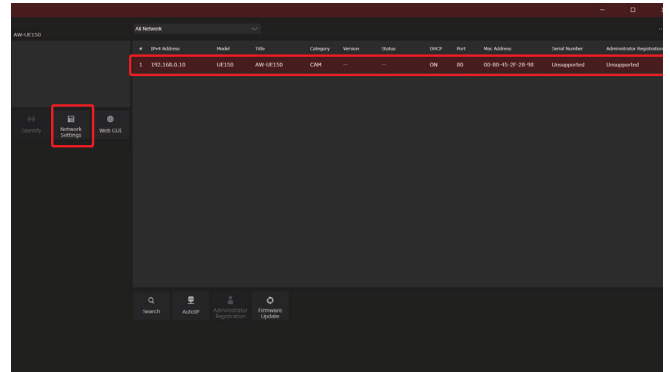 All Network
AW-UE150
# IPv4 Address Model Title Category Version Status DHCP Port Mac Address Serial Number Administrator Registration
1 192.168.0.10 UE150 AW-UE150 CAM — — ON 80 00-80-45-2F-28-98 Unsupported Unsupported
Identify Network Settings Web GUI
Search AutoIP Administrator Registration Firmware Update